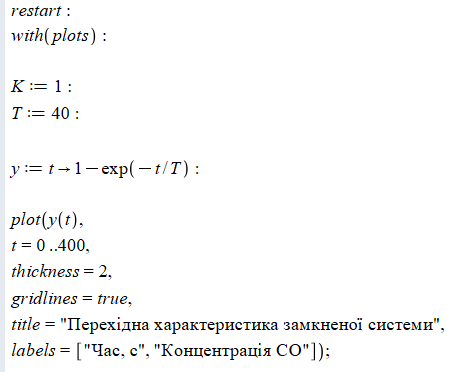 restart :
with(plots) :
K := 1 :
T := 40 :
y := t → 1 − exp(−t/T) :
plot(y(t),
t = 0 ..400,
thickness = 2,
gridlines = true,
title = "Перехідна характеристика замкненої системи",
labels = ["Час, с", "Концентрація CO"]);